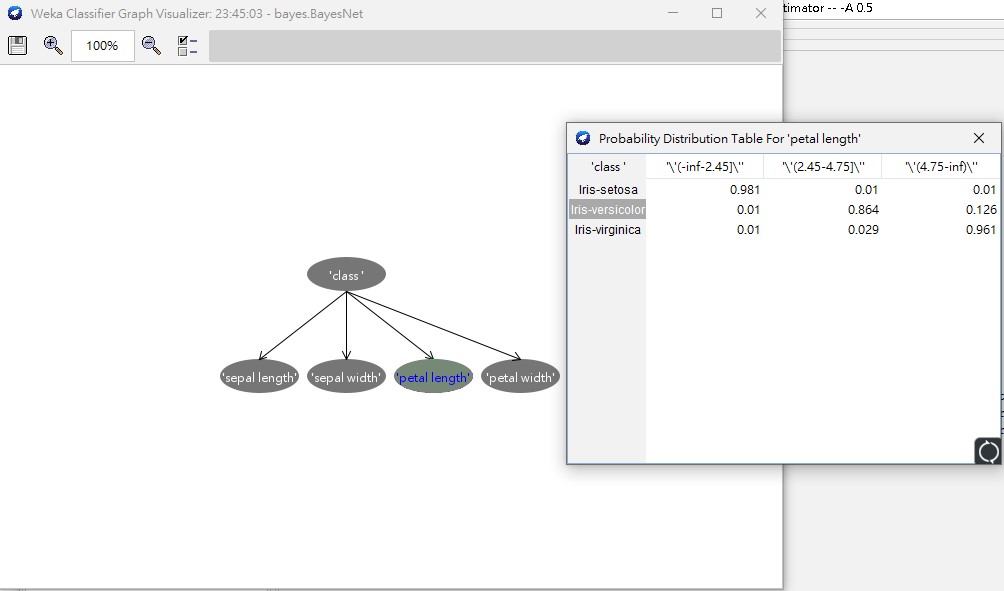 Weka Classifier Graph Visualizer: 23:45:03 - bayes.BayesNet
timator -- -A 0.5
100%
Probability Distribution Table For 'petal length'
'class ' "\'(-inf-2.45]\'" "\'(2.45-4.75]\'" "\'(4.75-inf)\'"
Iris-setosa 0.981 0.01 0.01
Iris-versicolor 0.01 0.864 0.126
Iris-virginica 0.01 0.029 0.961
'class '
'sepal length' 'sepal width' 'petal length' 'petal width'